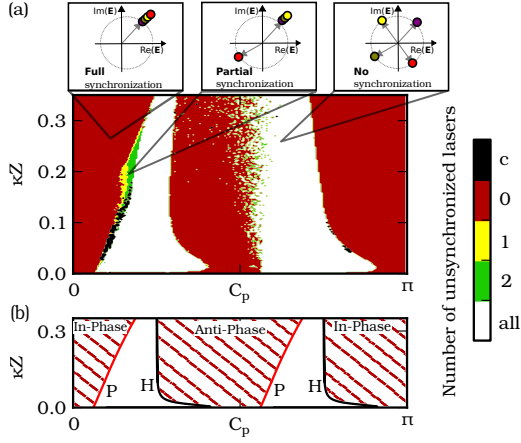 (a)
Im(E)
Re(E)
Full
synchronization
Im(E)
Re(E)
Partial
synchronization
Im(E)
Re(E)
No
synchronization
κZ
0.3
0.2
0.1
0.0
0
Cp
π
Number of unsynchronized lasers
c
0
1
2
all
(b)
κZ
0.3
0.0
In-Phase
Anti-Phase
In-Phase
P
H
P
H
0
Cp
π